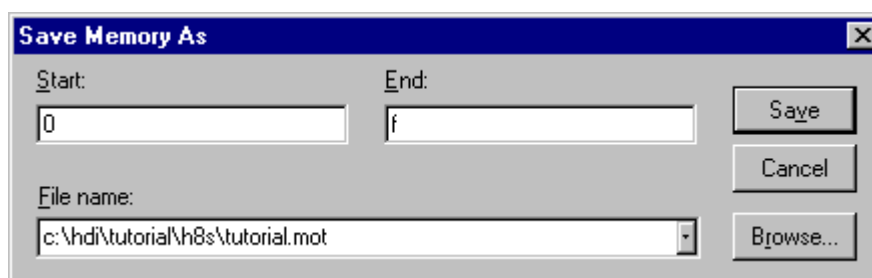 Save Memory As
Start: End:
0 f Save
Cancel
File name:
c:\hdi\tutorial\h8s\tutorial.mot Browse...